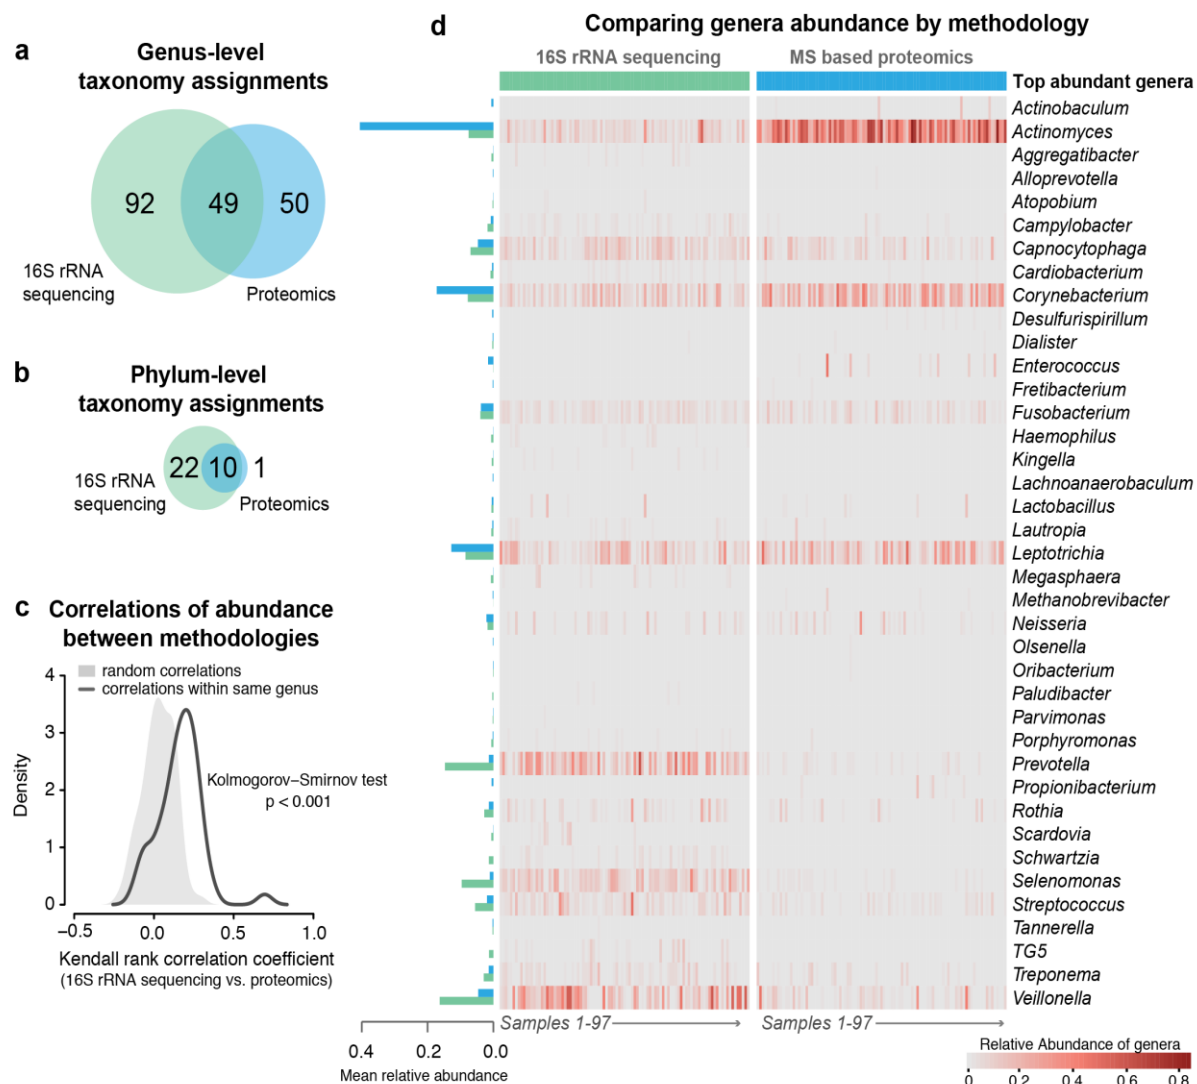 a
Genus-level
taxonomy assignments
92
49
50
16S rRNA
sequencing
Proteomics
b
Phylum-level
taxonomy assignments
22
10
1
16S rRNA
sequencing
Proteomics
c
Correlations of abundance
between methodologies
random correlations
correlations within same genus
4
3
2
1
0
Density
Kolmogorov–Smirnov test
p < 0.001
−0.5
0.0
0.5
1.0
Kendall rank correlation coefficient
(16S rRNA sequencing vs. proteomics)
d
Comparing genera abundance by methodology
16S rRNA sequencing
MS based proteomics
Top abundant genera
Actinobaculum
Actinomyces
Aggregatibacter
Alloprevotella
Atopobium
Campylobacter
Capnocytophaga
Cardiobacterium
Corynebacterium
Desulfurispirillum
Dialister
Enterococcus
Fretibacterium
Fusobacterium
Haemophilus
Kingella
Lachnoanaerobaculum
Lactobacillus
Lautropia
Leptotrichia
Megasphaera
Methanobrevibacter
Neisseria
Olsenella
Oribacterium
Paludibacter
Parvimonas
Porphyromonas
Prevotella
Propionibacterium
Rothia
Scardovia
Schwartzia
Selenomonas
Streptococcus
Tannerella
TG5
Treponema
Veillonella
Samples 1-97
Samples 1-97
0.4
0.2
0.0
Mean relative abundance
Relative Abundance of genera
0
0.2
0.4
0.6
0.8